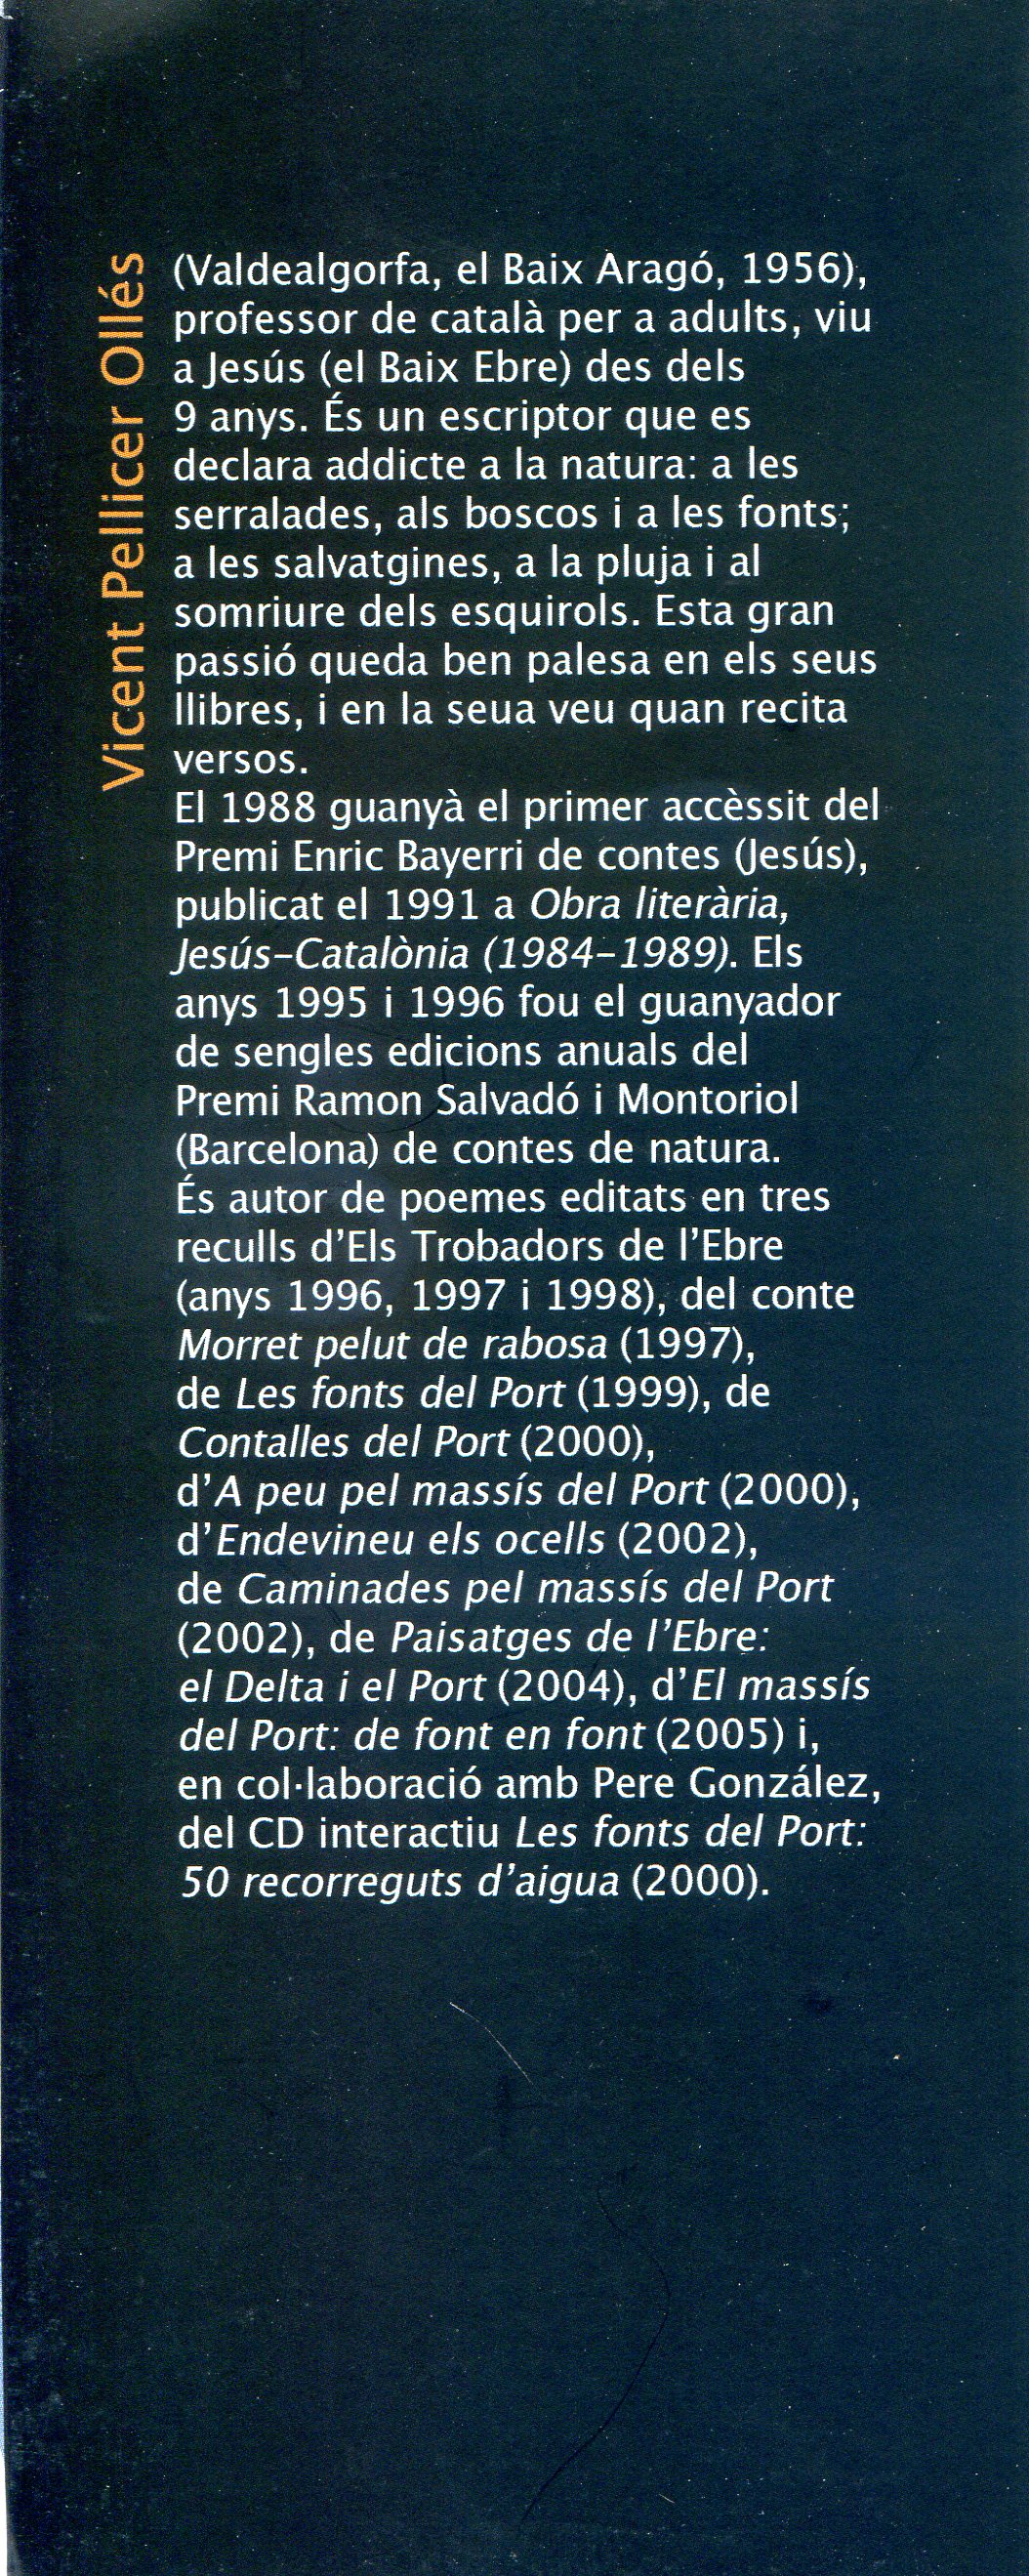 Vicent Pellicer Ollés
(Valdealgorfa, el Baix Aragó, 1956),
professor de català per a adults, viu
a Jesús (el Baix Ebre) des dels
9 anys. És un escriptor que es
declara addicte a la natura: a les
serralades, als boscos i a les fonts;
a les salvatgines, a la pluja i al
somriure dels esquirols. Esta gran
passió queda ben palesa en els seus
llibres, i en la seua veu quan recita
versos.
El 1988 guanyà el primer accèssit del
Premi Enric Bayerri de contes (Jesús),
publicat el 1991 a Obra literària,
Jesús-Catalònia (1984-1989). Els
anys 1995 i 1996 fou el guanyador
de sengles edicions anuals del
Premi Ramon Salvadó i Montoriol
(Barcelona) de contes de natura.
És autor de poemes editats en tres
reculls d'Els Trobadors de l'Ebre
(anys 1996, 1997 i 1998), del conte
Morret pelut de rabosa (1997),
de Les fonts del Port (1999), de
Contalles del Port (2000),
d'A peu pel massís del Port (2000),
d'Endevineu els ocells (2002),
de Caminades pel massís del Port
(2002), de Paisatges de l'Ebre:
el Delta i el Port (2004), d'El massís
del Port: de font en font (2005) i,
en col·laboració amb Pere González,
del CD interactiu Les fonts del Port:
50 recorreguts d'aigua (2000).